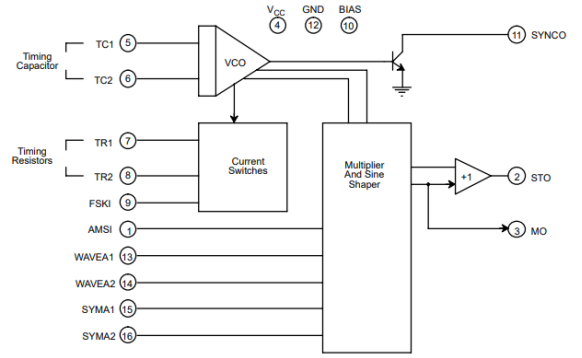 VCC GND BIAS
4 12 10
Timing Capacitor
TC1 5
TC2 6
VCO
11 SYNCO
Timing Resistors
TR1 7
TR2 8
FSKI 9
Current Switches
Multiplier And Sine Shaper
+1
2 STO
3 MO
AMSI 1
WAVEA1 13
WAVEA2 14
SYMA1 15
SYMA2 16